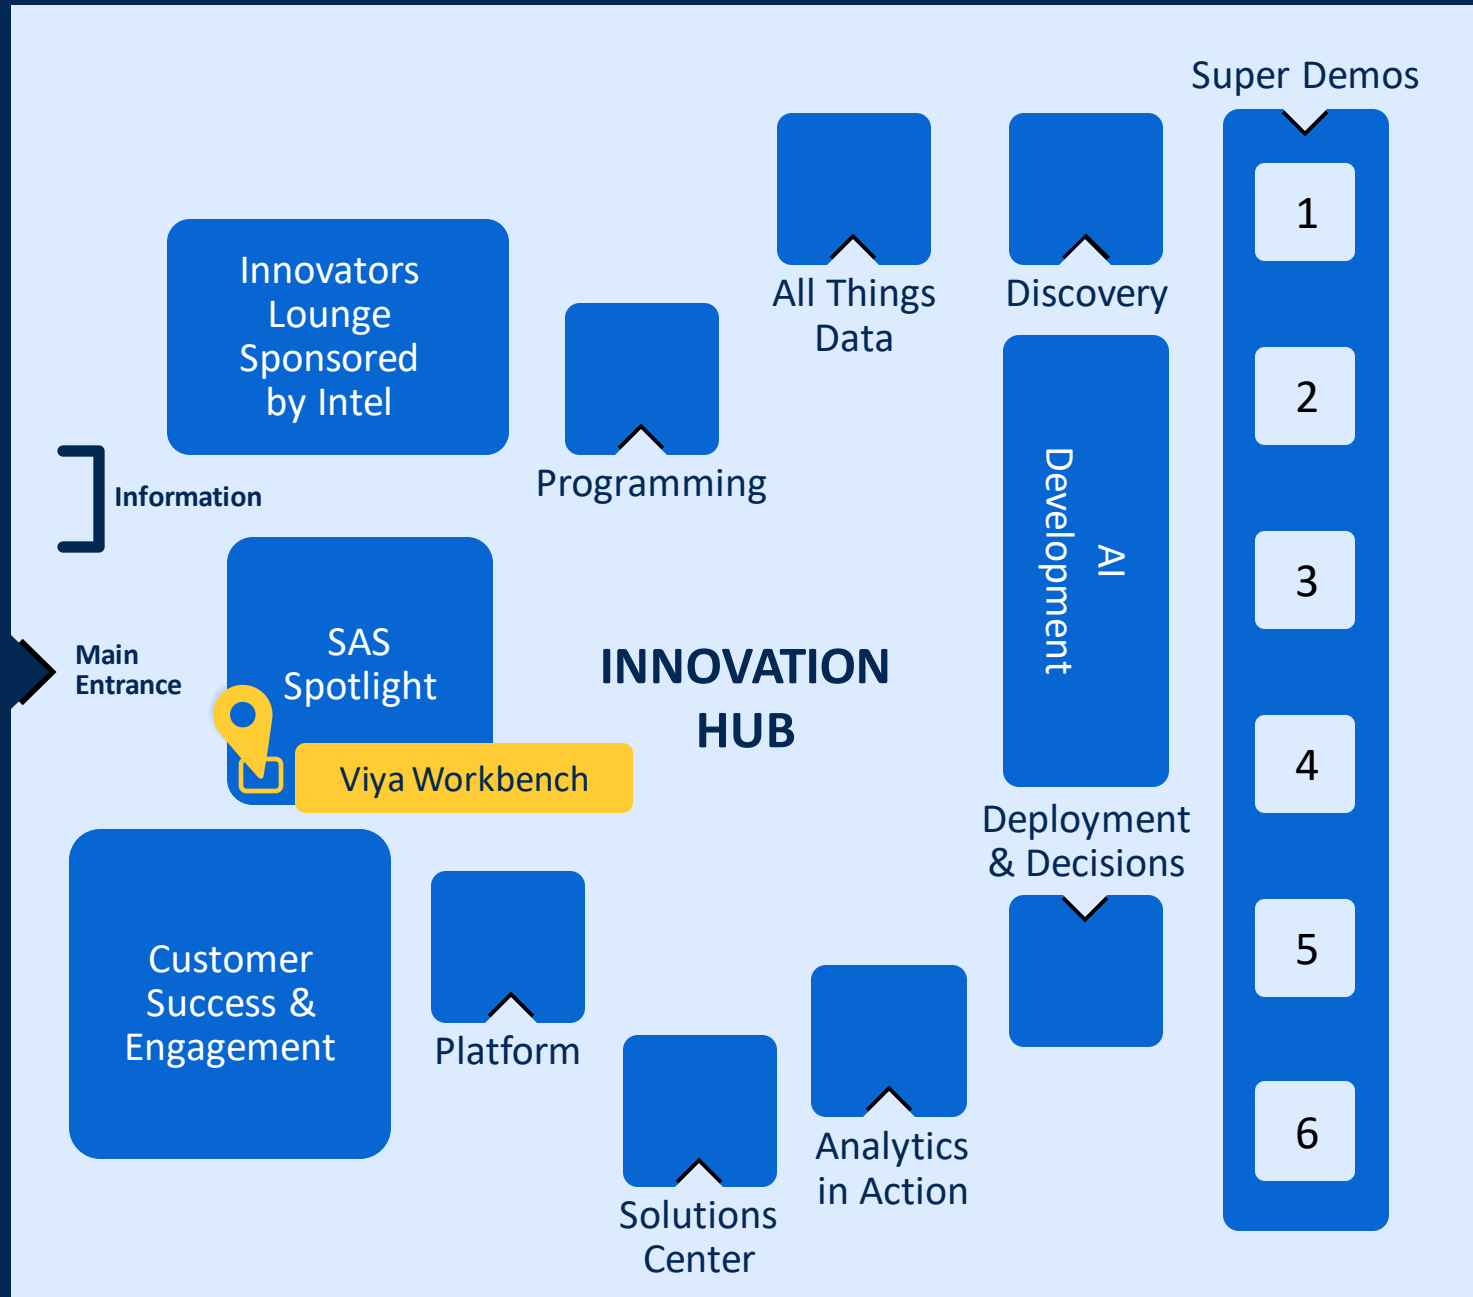 Super Demos
1
2
3
4
5
6
All Things
Data
Discovery
Innovators
Lounge
Sponsored
by Intel
Programming
Information
AI
Development
Main
Entrance
SAS
Spotlight
INNOVATION
HUB
Viya Workbench
Deployment
& Decisions
Customer
Success &
Engagement
Platform
Analytics
in Action
Solutions
Center